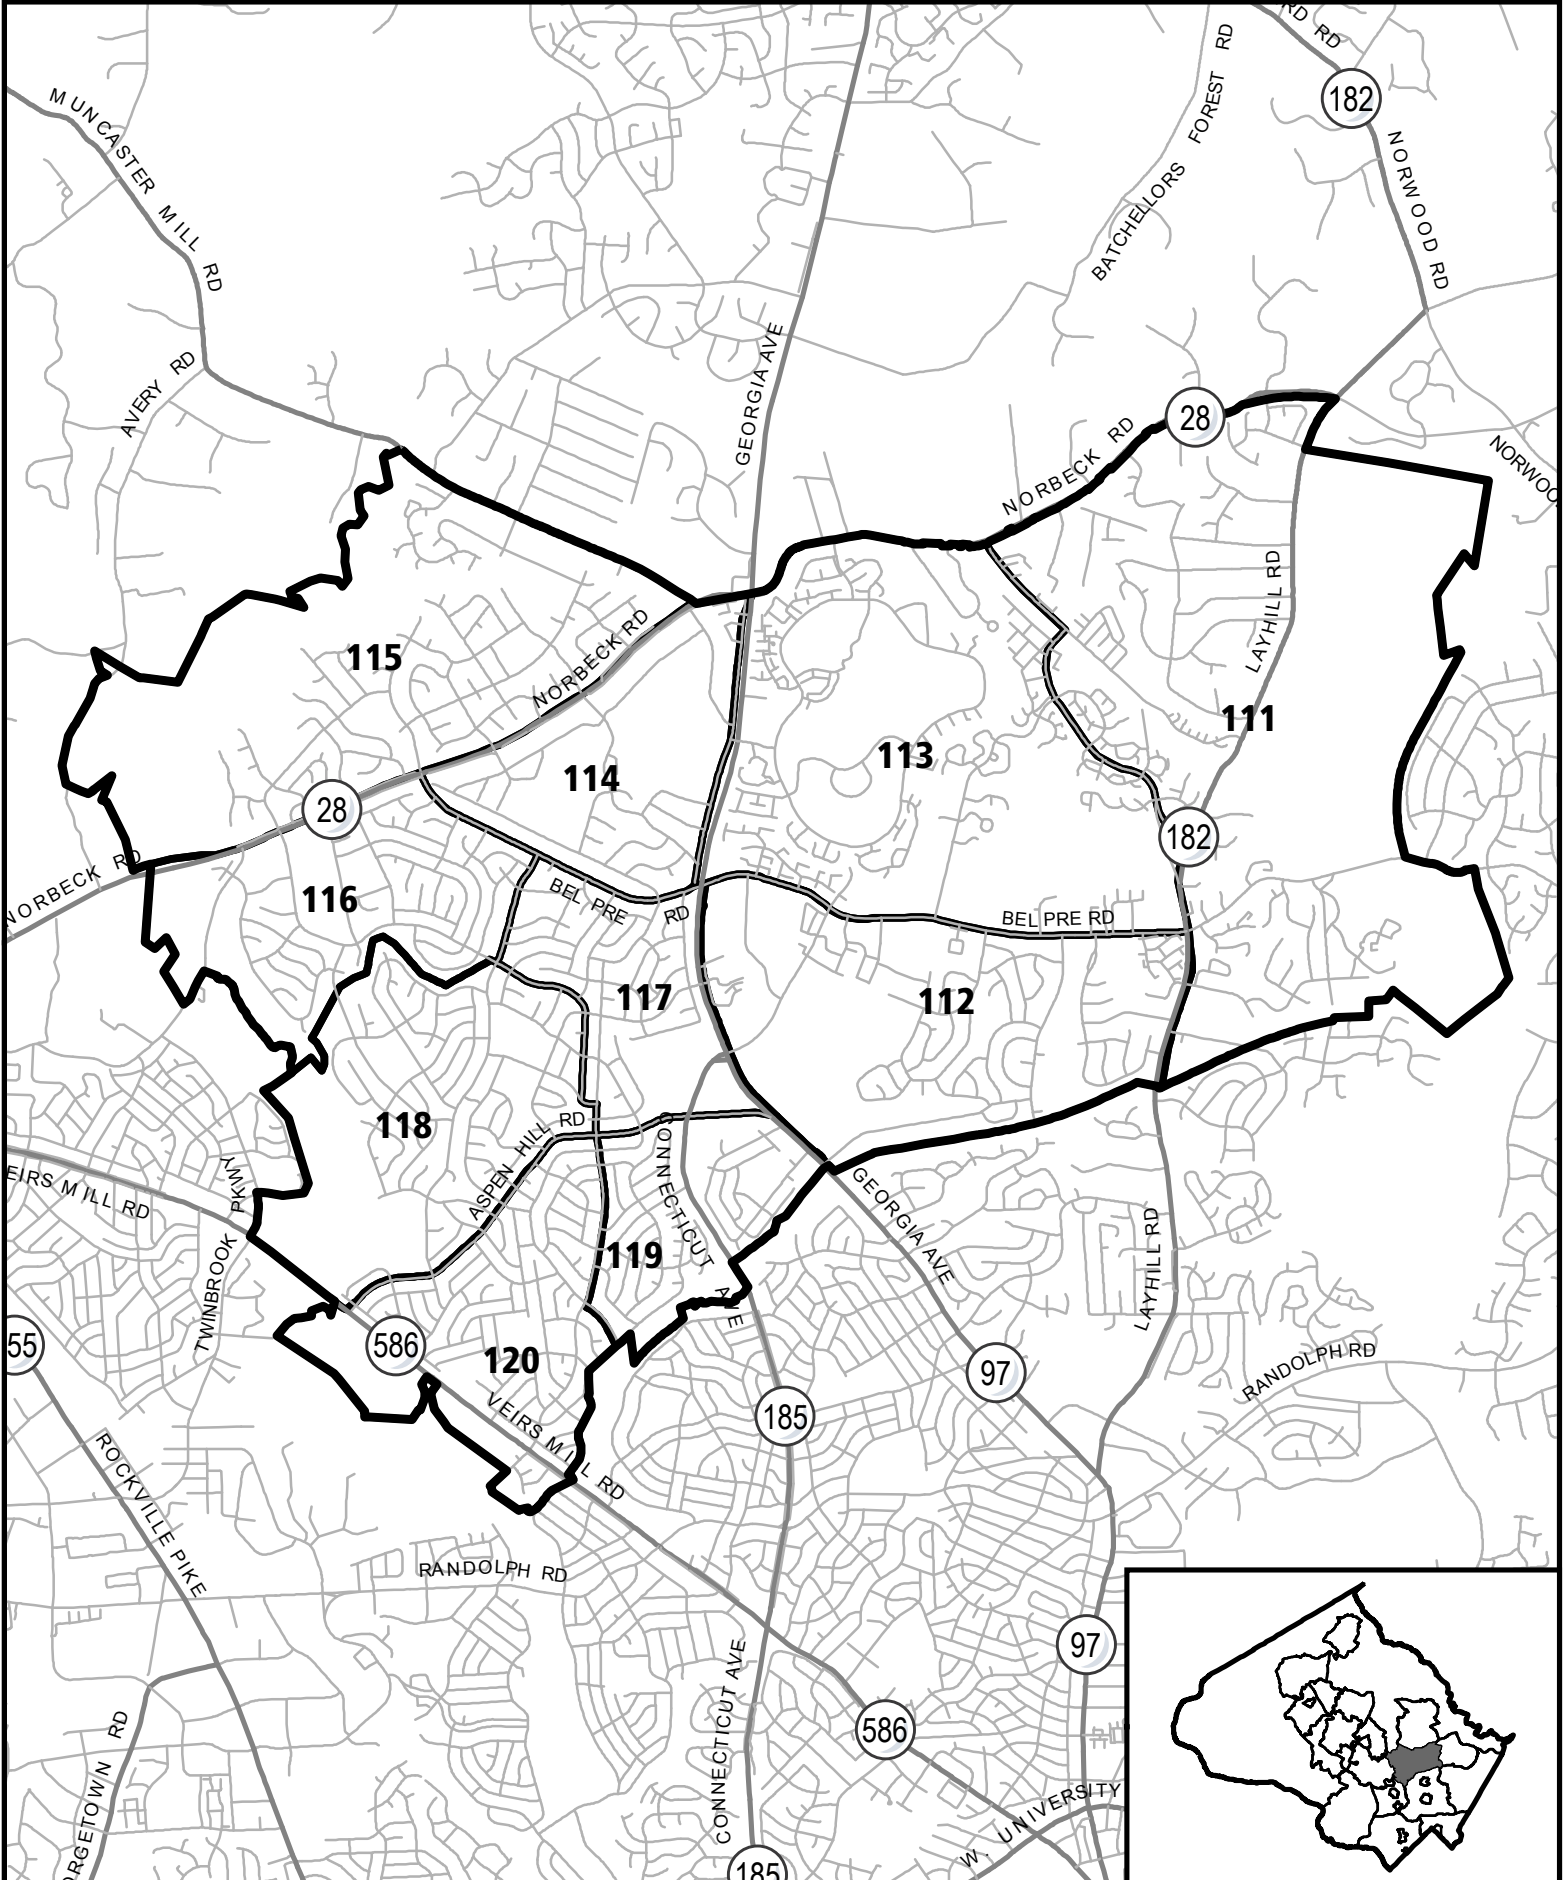 RD RD
182
MUNCASTER MILL RD
BATCHELLORS FOREST RD
NORWOOD RD
AVERY RD
GEORGIA AVE
28
NORBECK RD
NORWOO
LAYHILL RD
115
NORBECK RD
111
113
114
28
182
NORBECK RD
116
BEL PRE RD
BEL PRE RD
117
112
118
ASPEN HILL RD
CONNECTICUT AVE
EIRS MILL RD
TWINBROOK PKWY
GEORGIA AVE
LAYHILL RD
119
55
586
120
RANDOLPH RD
97
VEIRS MILL RD
185
ROCKVILLE PIKE
RANDOLPH RD
97
CONNECTICUT AVE
586
ORGETOWN RD
W. UNIVERSITY
185